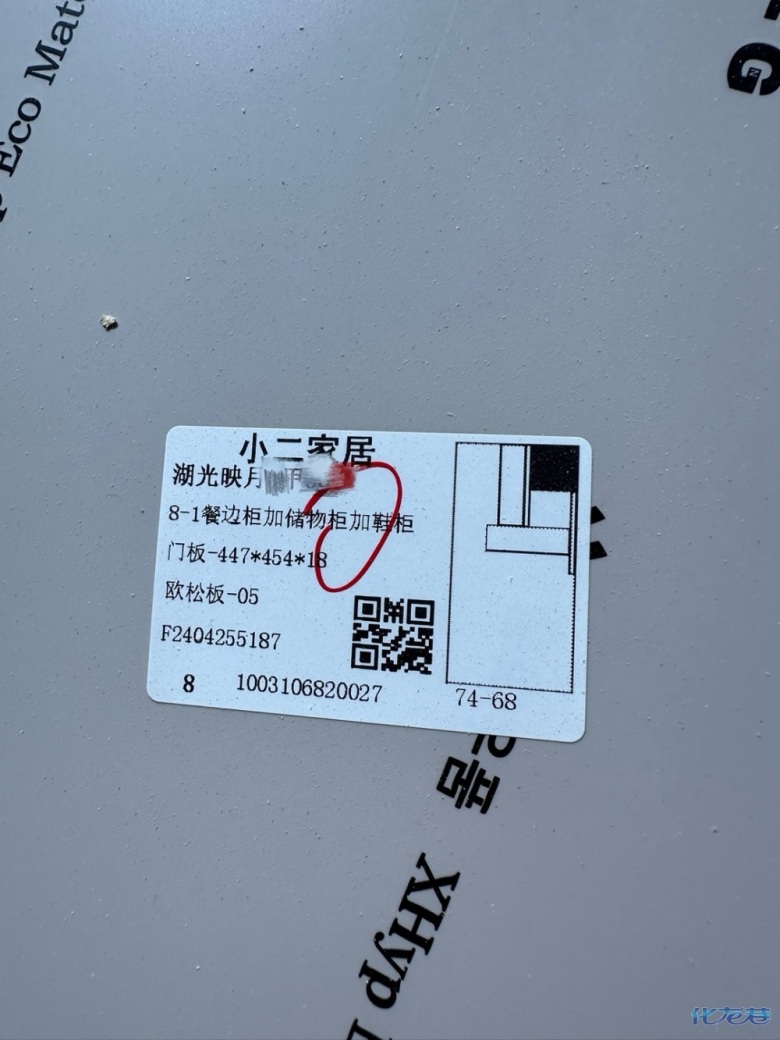 Eco Mate
G
小二家居
湖光映月
8-1餐边柜加储物柜加鞋柜
门板-447*454*18
欧松板-05
F2404255187
8 1003106820027
74-68
XHyp
化龙巷